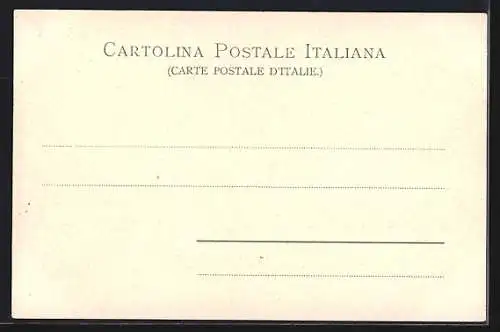 CARTOLINA POSTALE ITALIANA
(CARTE POSTALE D'ITALIE.)